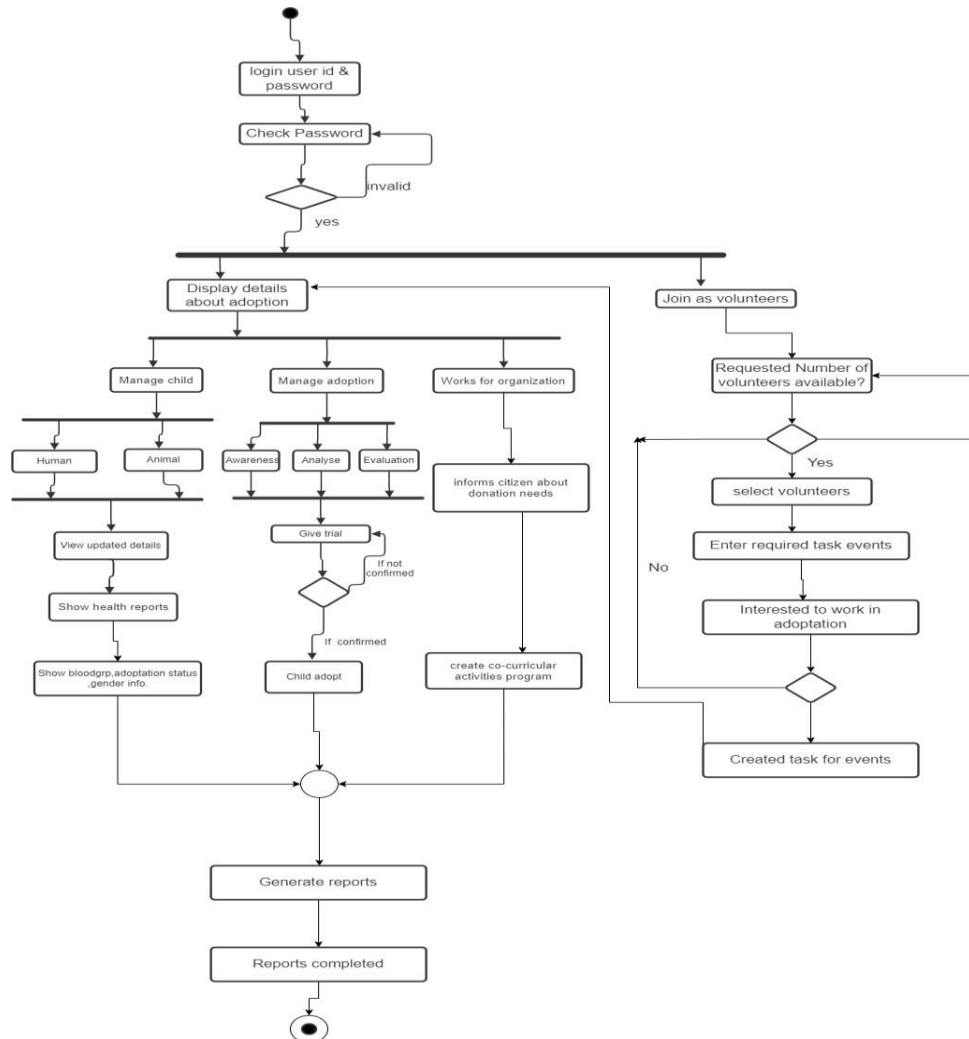 login user id &
password
Check Password
invalid
yes
Display details
about adoption
Join as volunteers
Manage child
Manage adoption
Works for organization
Requested Number of
volunteers available?
Human
Animal
Awareness
Analyse
Evaluation
Yes
informs citizen about
donation needs
select volunteers
Give trial
View updated details
If not
confirmed
Enter required task events
No
Show health reports
Interested to work in
adoptation
If confirmed
Show bloodgrp,adoptation status
,gender info.
Child adopt
create co-curricular
activities program
Created task for events
Generate reports
Reports completed